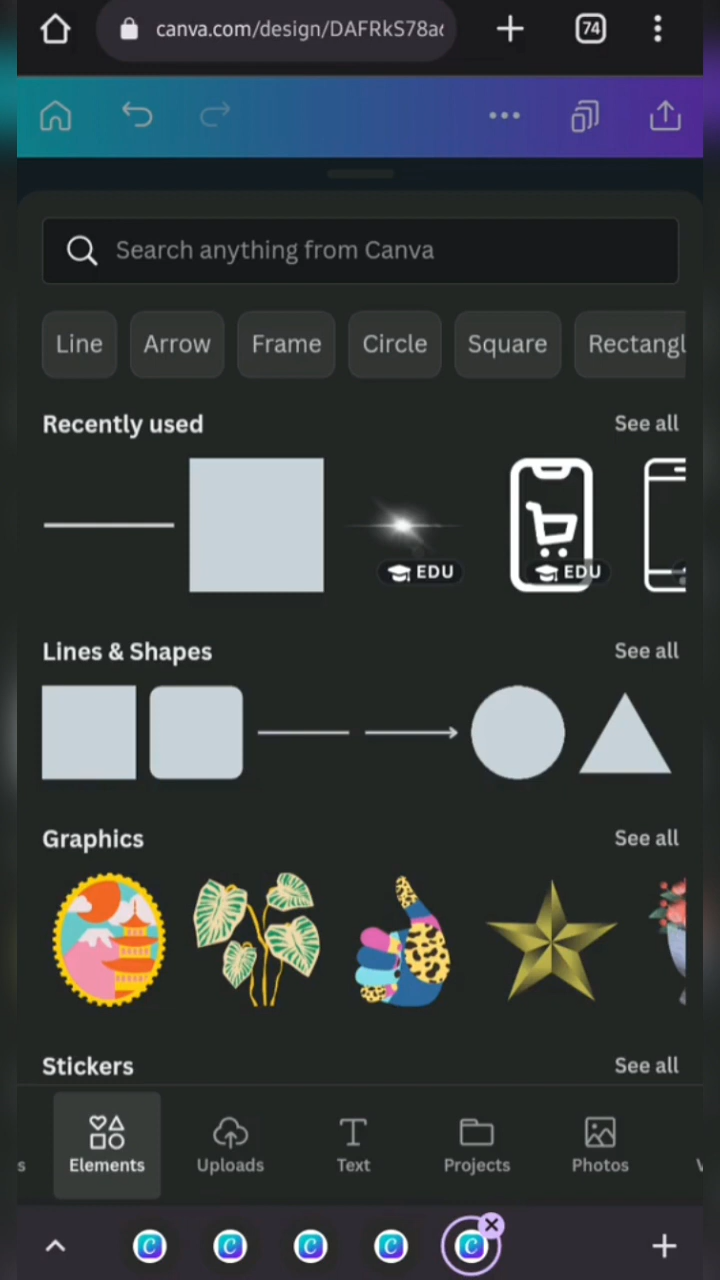 canva.com/design/DAFRkS78a
74
Search anything from Canva
Line Arrow Frame Circle Square Rectangl
Recently used See all
EDU EDU
Lines & Shapes See all
Graphics See all
Stickers See all
s Elements Uploads Text Projects Photos